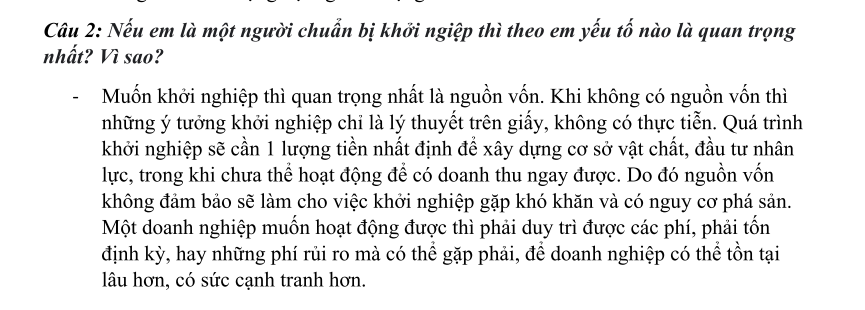 Câu 2: Nếu em là một người chuẩn bị khởi ngiệp thì theo em yếu tố nào là quan trọng
nhất? Vì sao?
- Muốn khởi nghiệp thì quan trọng nhất là nguồn vốn. Khi không có nguồn vốn thì
những ý tưởng khởi nghiệp chỉ là lý thuyết trên giấy, không có thực tiễn. Quá trình
khởi nghiệp sẽ cần 1 lượng tiền nhất định để xây dựng cơ sở vật chất, đầu tư nhân
lực, trong khi chưa thể hoạt động để có doanh thu ngay được. Do đó nguồn vốn
không đảm bảo sẽ làm cho việc khởi nghiệp gặp khó khăn và có nguy cơ phá sản.
Một doanh nghiệp muốn hoạt động được thì phải duy trì được các phí, phải tốn
định kỳ, hay những phí rủi ro mà có thể gặp phải, để doanh nghiệp có thể tồn tại
lâu hơn, có sức cạnh tranh hơn.